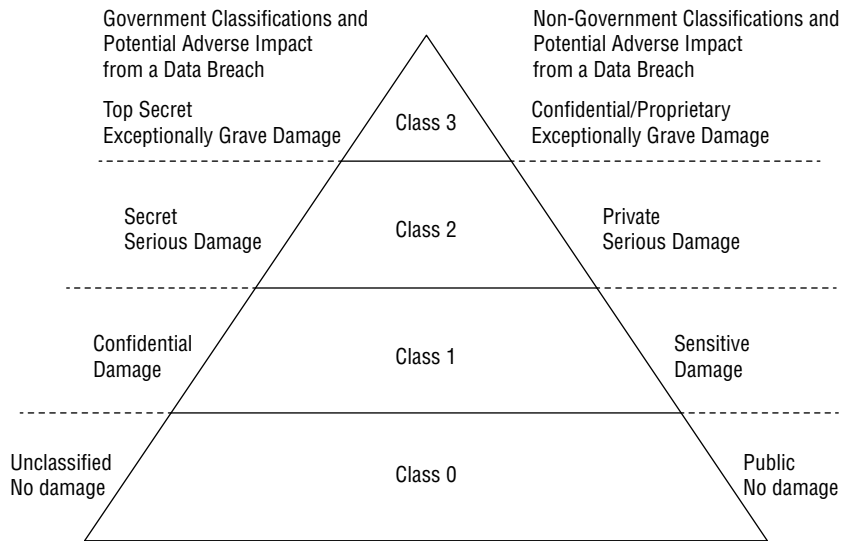 Government Classifications and
Potential Adverse Impact
from a Data Breach
Non-Government Classifications and
Potential Adverse Impact
from a Data Breach
Top Secret
Exceptionally Grave Damage
Class 3
Confidential/Proprietary
Exceptionally Grave Damage
Secret
Serious Damage
Class 2
Private
Serious Damage
Confidential
Damage
Class 1
Sensitive
Damage
Unclassified
No damage
Class 0
Public
No damage